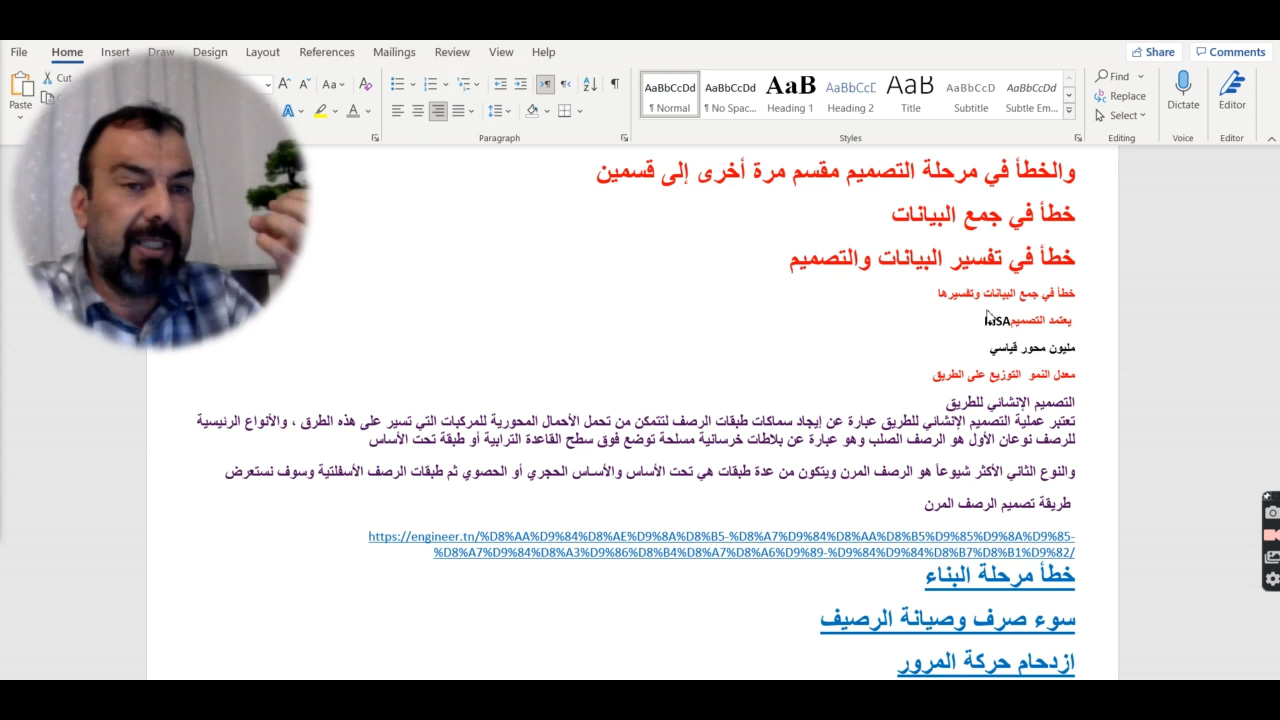 File Home Insert Draw Design Layout References Mailings Review View Help Share Comments
Cut
Paste
Aa
AaBbCcDd AaBbCcDd AaB AaBbCcE AaB AaBbCcD AaBbCcDd
¶ Normal ¶ No Spac... Heading 1 Heading 2 Title Subtitle Subtle Em...
Find
Replace
Select
Dictate
Editor
Paragraph Styles Editing Voice Editor
والخطأ في مرحلة التصميم مقسم مرة أخرى إلى قسمين
خطأ في جمع البيانات
خطأ في تفسير البيانات والتصميم
خطأ في جمع البيانات وتفسيرها
يعتمد التصميم
مليون محور قياسي
معدل النمو التوزيع على الطريق
التصميم الإنشائي للطريق
تعتبر عملية التصميم الإنشائي للطريق عبارة عن إيجاد سماكات طبقات الرصف لتتمكن من تحمل الأحمال المحورية للمركبات التي تسير على هذه الطرق ، والأنواع الرئيسية
للرصف نوعان الأول هو الرصف الصلب وهو عبارة عن بلاطات خرسانية مسلحة توضع فوق سطح القاعدة الترابية أو طبقة تحت الأساس
والنوع الثاني الأكثر شيوعاً هو الرصف المرن ويتكون من عدة طبقات هي تحت الأساس والأساس الحجري أو الحصوي ثم طبقات الرصف الأسفلتية وسوف نستعرض
طريقة تصميم الرصف المرن
https://engineer.tn/%D8%AA%D9%84%D8%AE%D9%8A%D8%B5-%D8%A7%D9%84%D8%AA%D8%B5%D9%85%D9%8A%D9%85-
%D8%A7%D9%84%D8%A3%D9%86%D8%B4%D8%A7%D8%A6%D9%89-%D9%84%D9%84%D8%B7%D8%B1%D9%82/
خطأ مرحلة البناء
سوء صرف وصيانة الرصيف
ازدحام حركة المرور